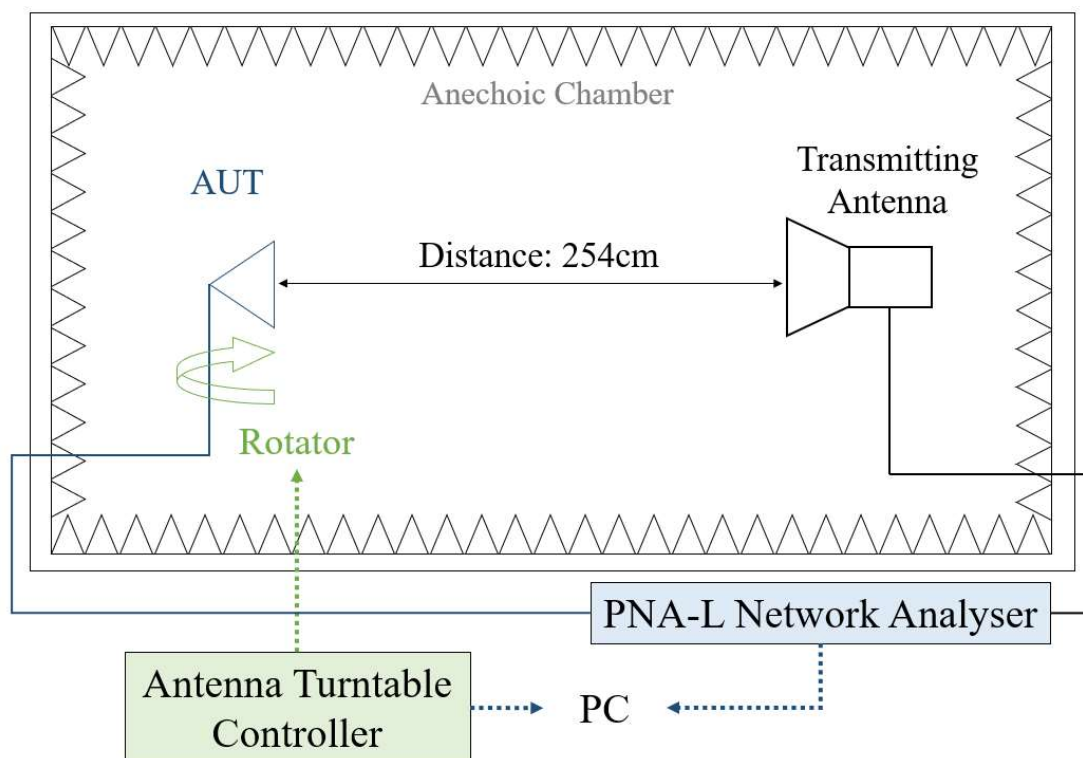 Anechoic Chamber
AUT
Transmitting
Antenna
Distance: 254cm
Rotator
PNA-L Network Analyser
Antenna Turntable
Controller
PC